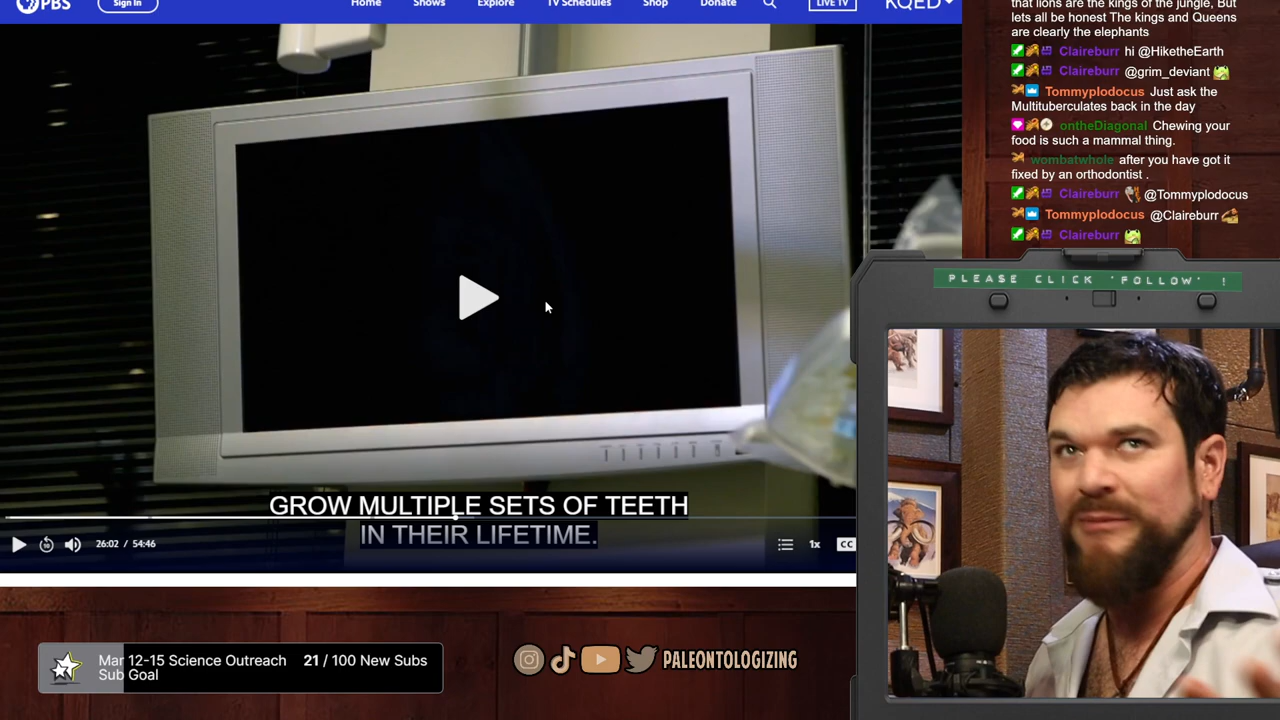 PBS
Sign In
Home
Shows
Explore
TV Schedules
Shop
Donate
LIVE TV
KQED
that lions are the kings of the jungle, But
lets all be honest The kings and Queens
are clearly the elephants
Claireburr hi @HiketheEarth
Claireburr @grim_deviant
Tommyplodocus Just ask the
Multituberculates back in the day
ontheDiagonal Chewing your
food is such a mammal thing.
wombatwhole after you have got it
fixed by an orthodontist .
Claireburr @Tommyplodocus
Tommyplodocus @Claireburr
Claireburr
PLEASE CLICK 'FOLLOW' !
GROW MULTIPLE SETS OF TEETH
IN THEIR LIFETIME.
10
26:02 / 54:46
1x
CC
Mar 12-15 Science Outreach
Sub Goal
21 / 100 New Subs
PALEONTOLOGIZING